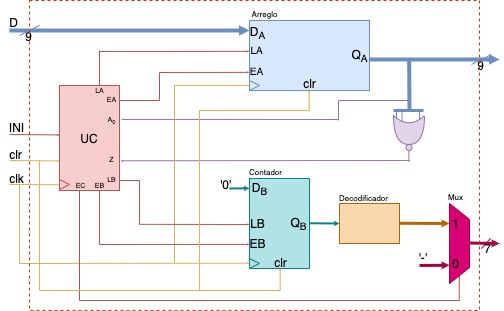 Arreglo
D
9
D_A
LA
Q_A
9
EA
clr
LA
EA
A_0
INI
UC
clr
Z
clk
LB
EC EB
Contador
'0'
D_B
Decodificador
Mux
LB
Q_B
1
EB
'-'
0
7
clr